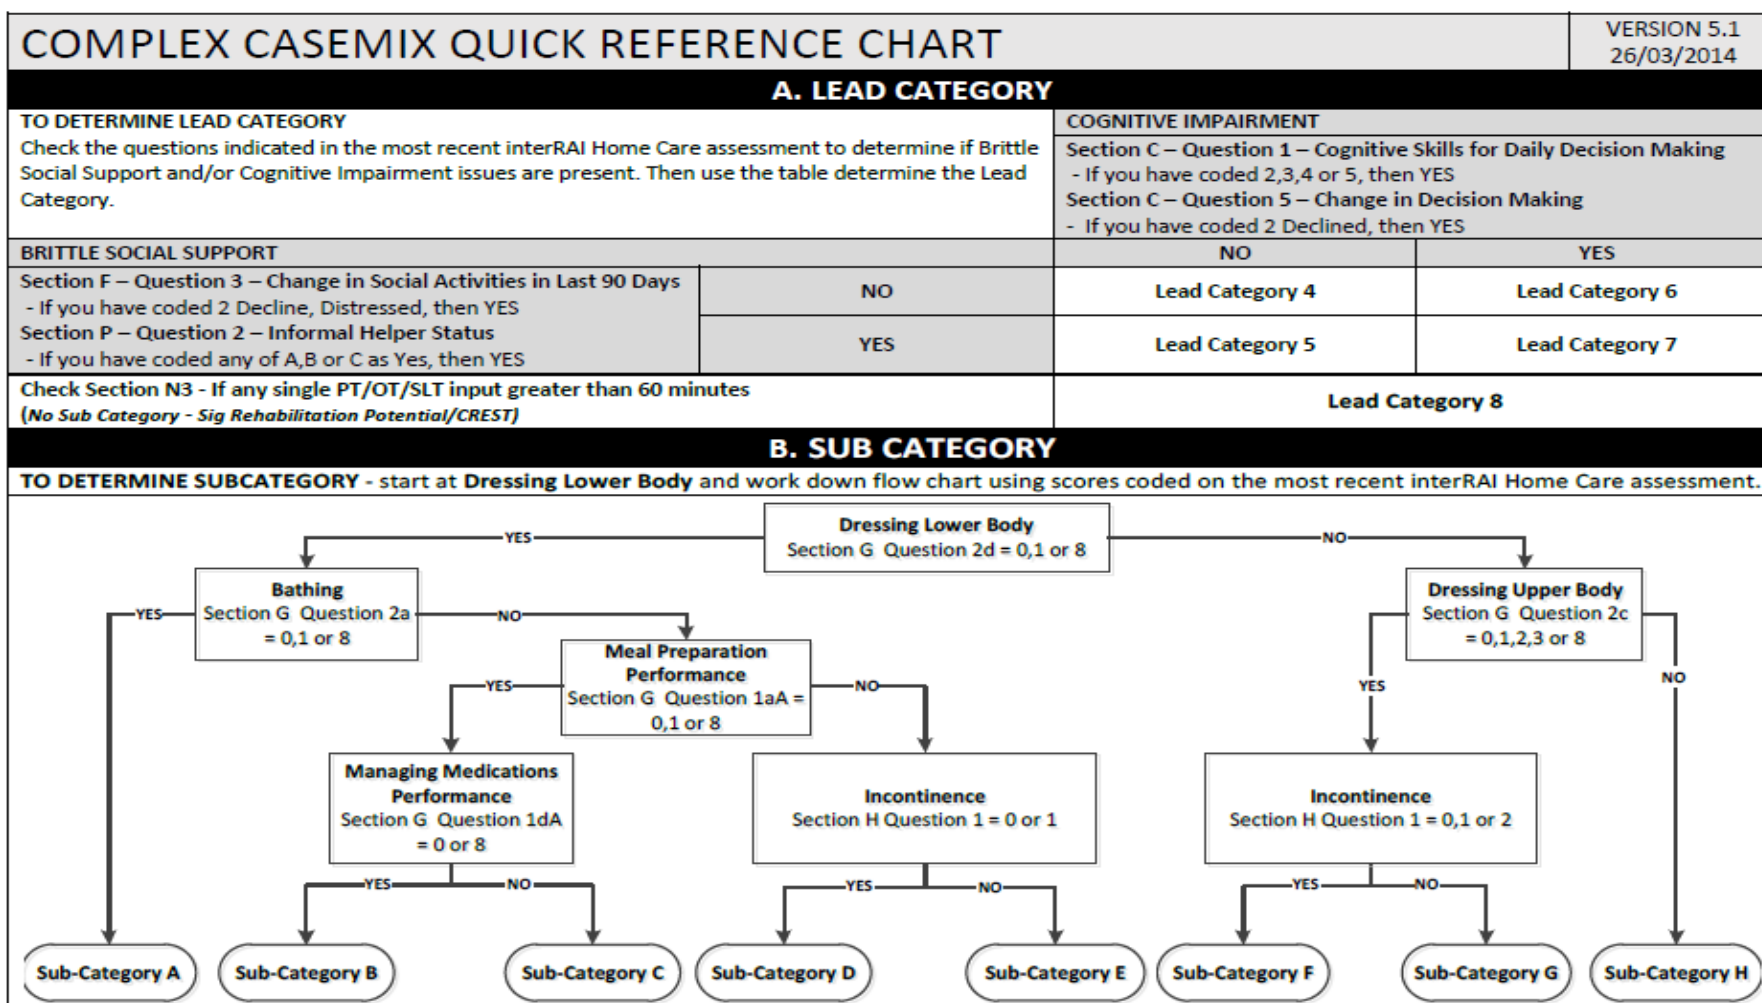 COMPLEX CASEMIX QUICK REFERENCE CHART
VERSION 5.1
26/03/2014
A. LEAD CATEGORY
TO DETERMINE LEAD CATEGORY
Check the questions indicated in the most recent interRAI Home Care assessment to determine if Brittle
Social Support and/or Cognitive Impairment issues are present. Then use the table determine the Lead
Category.
COGNITIVE IMPAIRMENT
Section C – Question 1 – Cognitive Skills for Daily Decision Making
- If you have coded 2,3,4 or 5, then YES
Section C – Question 5 – Change in Decision Making
- If you have coded 2 Declined, then YES
BRITTLE SOCIAL SUPPORT
NO
YES
Section F – Question 3 – Change in Social Activities in Last 90 Days
- If you have coded 2 Decline, Distressed, then YES
Section P – Question 2 – Informal Helper Status
- If you have coded any of A,B or C as Yes, then YES
NO
Lead Category 4
Lead Category 6
YES
Lead Category 5
Lead Category 7
Check Section N3 - If any single PT/OT/SLT input greater than 60 minutes
(No Sub Category - Sig Rehabilitation Potential/CREST)
Lead Category 8
B. SUB CATEGORY
TO DETERMINE SUBCATEGORY - start at Dressing Lower Body and work down flow chart using scores coded on the most recent interRAI Home Care assessment.
Dressing Lower Body
Section G Question 2d = 0,1 or 8
YES
NO
Bathing
Section G Question 2a
= 0,1 or 8
YES
NO
Dressing Upper Body
Section G Question 2c
= 0,1,2,3 or 8
YES
NO
Meal Preparation
Performance
Section G Question 1aA =
0,1 or 8
YES
NO
Managing Medications
Performance
Section G Question 1dA
= 0 or 8
YES
NO
Incontinence
Section H Question 1 = 0 or 1
YES
NO
Incontinence
Section H Question 1 = 0,1 or 2
YES
NO
Sub-Category A
Sub-Category B
Sub-Category C
Sub-Category D
Sub-Category E
Sub-Category F
Sub-Category G
Sub-Category H